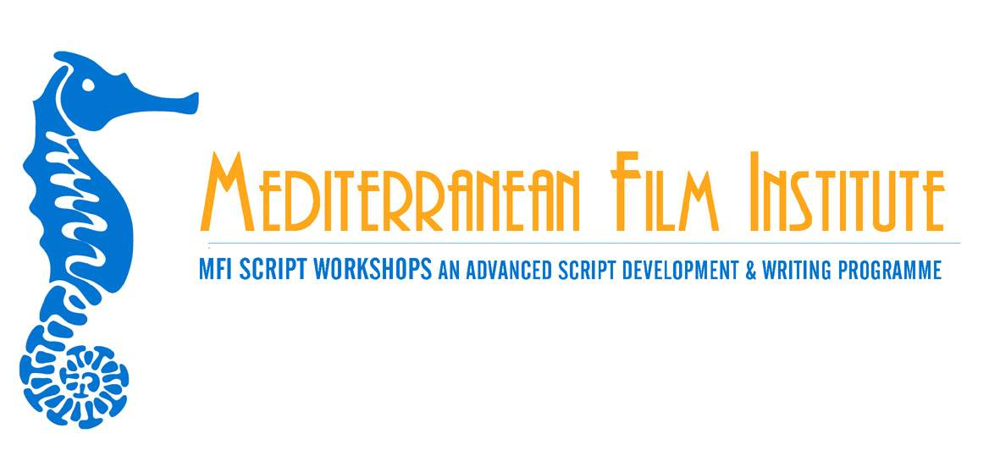 MEDITERRANEAN FILM INSTITUTE
MFI SCRIPT WORKSHOPS AN ADVANCED SCRIPT DEVELOPMENT & WRITING PROGRAMME